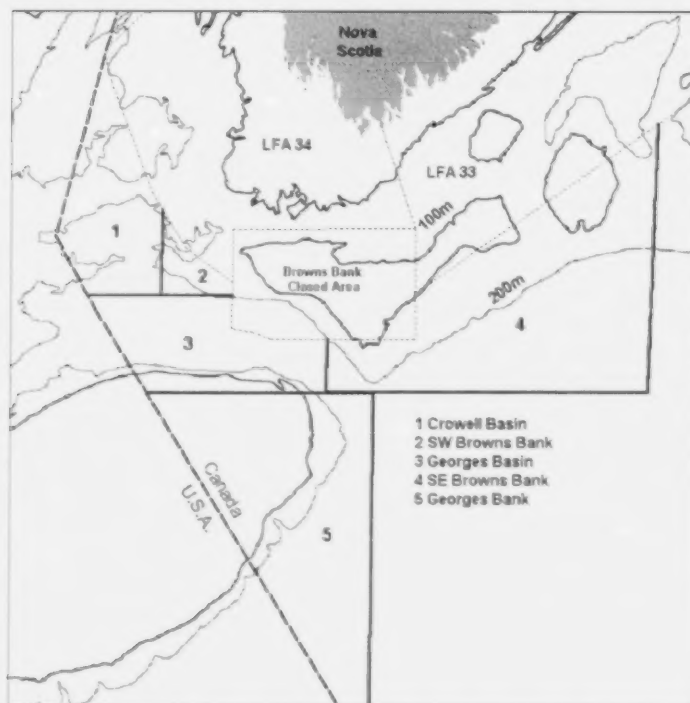 Nova
Scotia
LFA 34
LFA 33
100m
1
2
Browns Bank
Closed Area
200m
4
3
1 Crowell Basin
2 SW Browns Bank
3 Georges Basin
4 SE Browns Bank
5 Georges Bank
Canada
U.S.A.
5